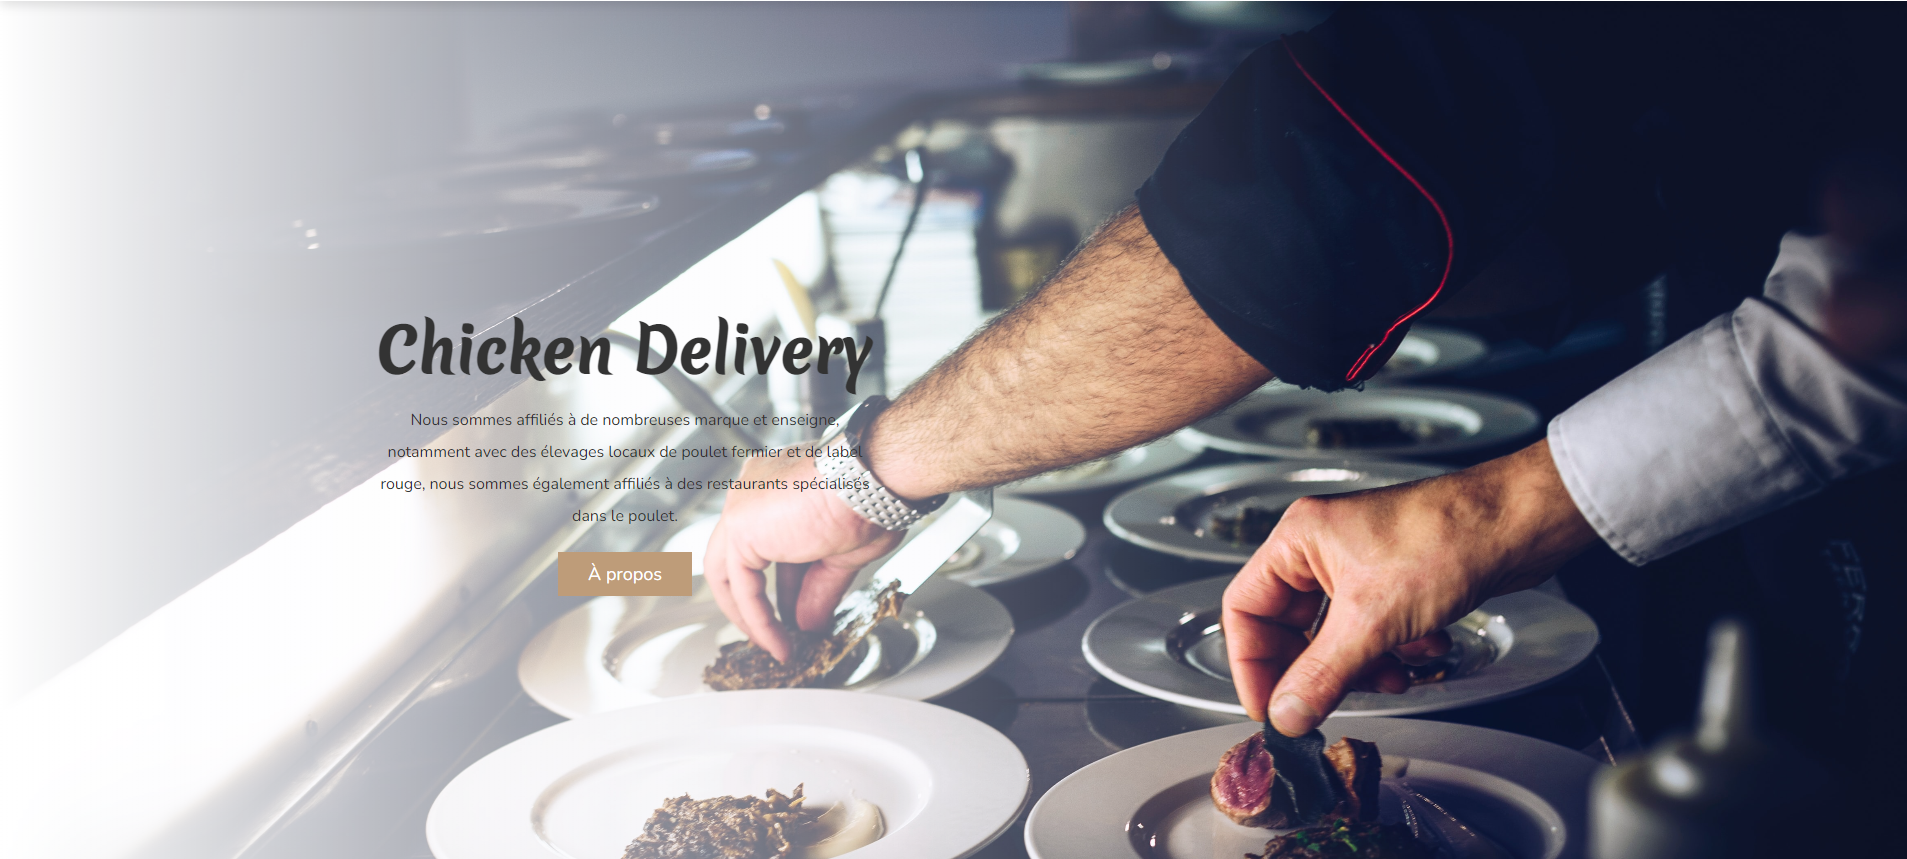 Chicken Delivery
Nous sommes affiliés à de nombreuses marque et enseigne,
notamment avec des élevages locaux de poulet fermier et de label
rouge, nous sommes également affiliés à des restaurants spécialisés
dans le poulet.
À propos